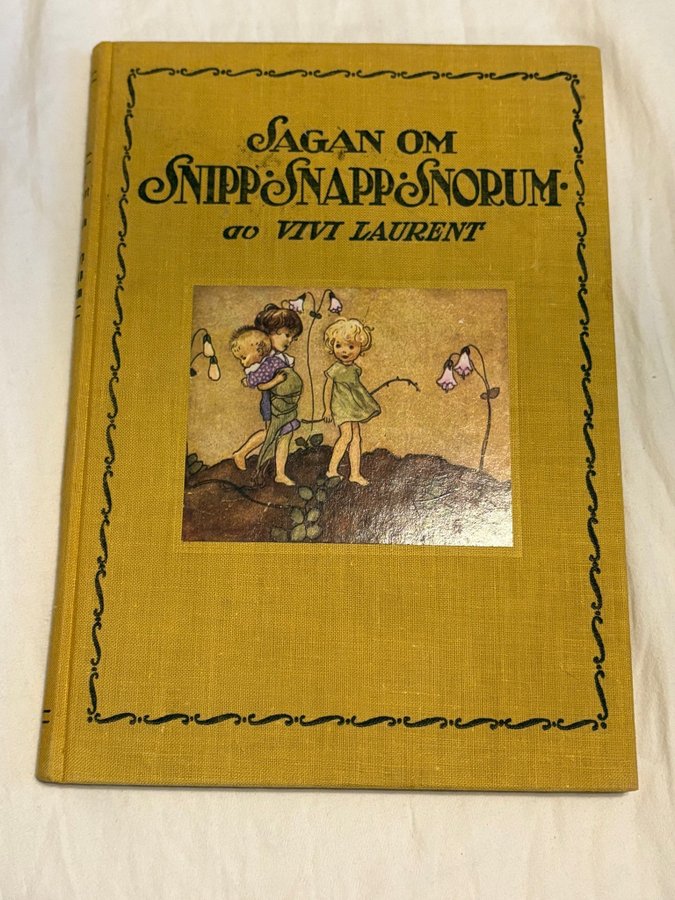 SAGAN OM
SNIPP·SNAPP·SNORUM·
av VIVI LAURENT